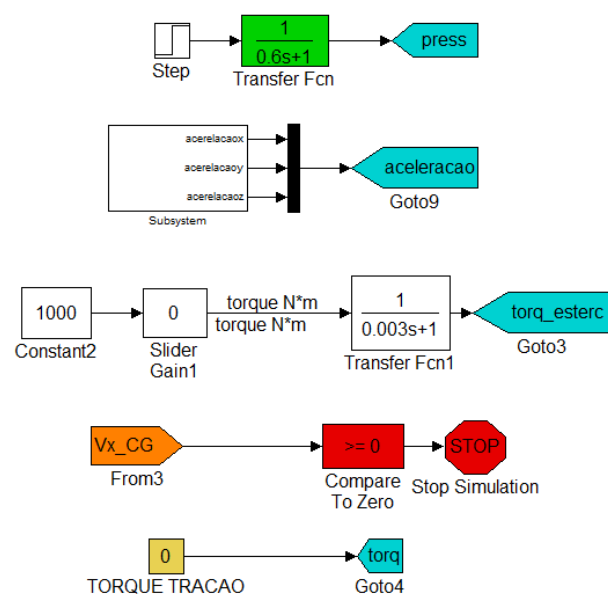 1
press
0.6s+1
Step
Transfer Fcn
acerelacaox
acerelacaoy
aceleracao
acerelacaoz
Subsystem
Goto9
torque N*m
1
1000
0
torq_esterc
torque N*m
0.003s+1
Constant2
Slider
Gain1
Transfer Fcn1
Goto3
Vx_CG
>= 0
STOP
From3
Compare
To Zero
Stop Simulation
0
torq
TORQUE TRACAO
Goto4